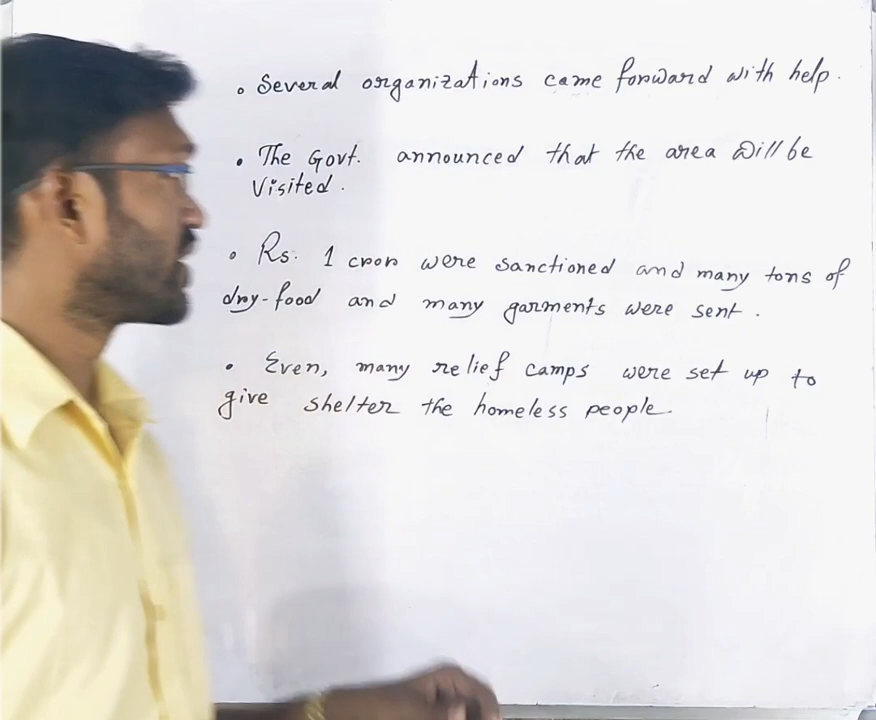 • Several organizations came forward with help.
• The Govt. announced that the area will be
visited.
• Rs. 1 cror were sanctioned and many tons of
dry-food and many garments were sent.
• Even, many relief camps were set up to
give shelter the homeless people.